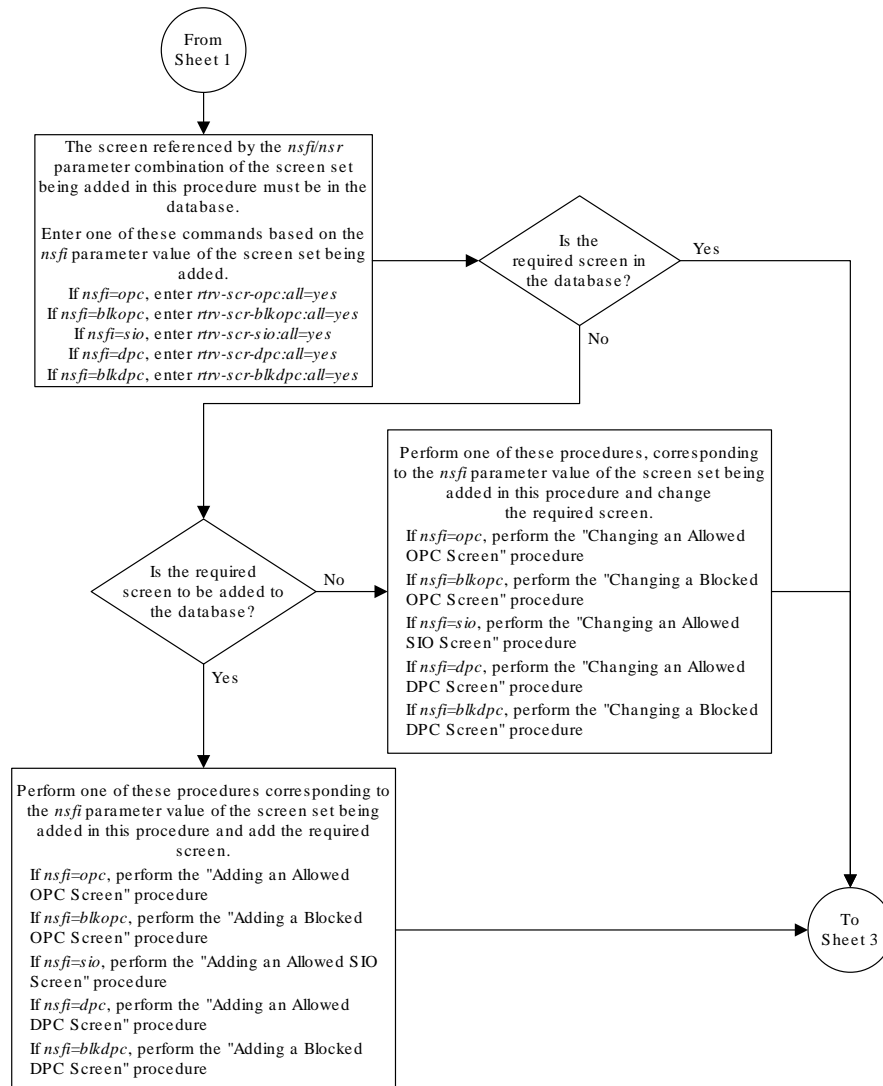 From
Sheet 1
The screen referenced by the nsfi/nsr
parameter combination of the screen set
being added in this procedure must be in the
database.
Enter one of these commands based on the
nsfi parameter value of the screen set being
added.
If nsfi=opc, enter rtrv-scr-opc:all=yes
If nsfi=blkopc, enter rtrv-scr-blkopc:all=yes
If nsfi=sio, enter rtrv-scr-sio:all=yes
If nsfi=dpc, enter rtrv-scr-dpc:all=yes
If nsfi=blkdpc, enter rtrv-scr-blkdpc:all=yes
Is the
required screen in
the database?
Yes
No
Is the required
screen to be added to
the database?
No
Yes
Perform one of these procedures, corresponding
to the nsfi parameter value of the screen set being
added in this procedure and change
the required screen.
If nsfi=opc, perform the "Changing an Allowed
OPC Screen" procedure
If nsfi=blkopc, perform the "Changing a Blocked
OPC Screen" procedure
If nsfi=sio, perform the "Changing an Allowed
SIO Screen" procedure
If nsfi=dpc, perform the "Changing an Allowed
DPC Screen" procedure
If nsfi=blkdpc, perform the "Changing a Blocked
DPC Screen" procedure
Perform one of these procedures corresponding to
the nsfi parameter value of the screen set being
added in this procedure and add the required
screen.
If nsfi=opc, perform the "Adding an Allowed
OPC Screen" procedure
If nsfi=blkopc, perform the "Adding a Blocked
OPC Screen" procedure
If nsfi=sio, perform the "Adding an Allowed SIO
Screen" procedure
If nsfi=dpc, perform the "Adding an Allowed
DPC Screen" procedure
If nsfi=blkdpc, perform the "Adding a Blocked
DPC Screen" procedure
To
Sheet 3